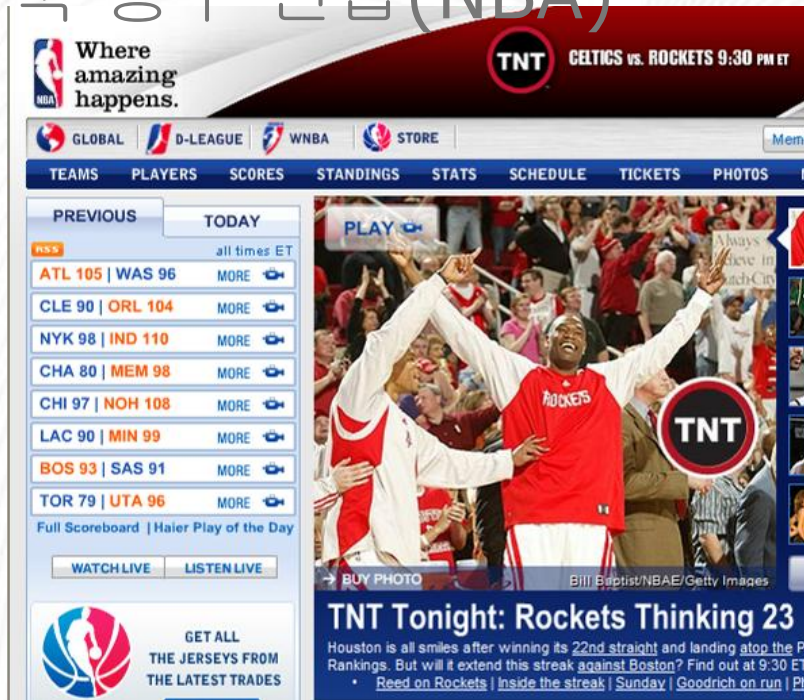 (NBA)
Where
amazing
happens.
NBA
TNT CELTICS vs. ROCKETS 9:30 PM ET
GLOBAL D-LEAGUE WNBA STORE
TEAMS PLAYERS SCORES STANDINGS STATS SCHEDULE TICKETS PHOTOS
PREVIOUS TODAY
RSS all times ET
ATL 105 | WAS 96 MORE
CLE 90 | ORL 104 MORE
NYK 98 | IND 110 MORE
CHA 80 | MEM 98 MORE
CHI 97 | NOH 108 MORE
LAC 90 | MIN 99 MORE
BOS 93 | SAS 91 MORE
TOR 79 | UTA 96 MORE
Full Scoreboard | Haier Play of the Day
WATCH LIVE LISTEN LIVE
GET ALL
THE JERSEYS FROM
THE LATEST TRADES
PLAY
Always
ROCKETS
TNT
BUY PHOTO Bill Baptist/NBAE/Getty Images
TNT Tonight: Rockets Thinking 23
Houston is all smiles after winning its 22nd straight and landing atop the
Rankings. But will it extend this streak against Boston? Find out at 9:30 ET
• Reed on Rockets | Inside the streak | Sunday | Goodrich on run |